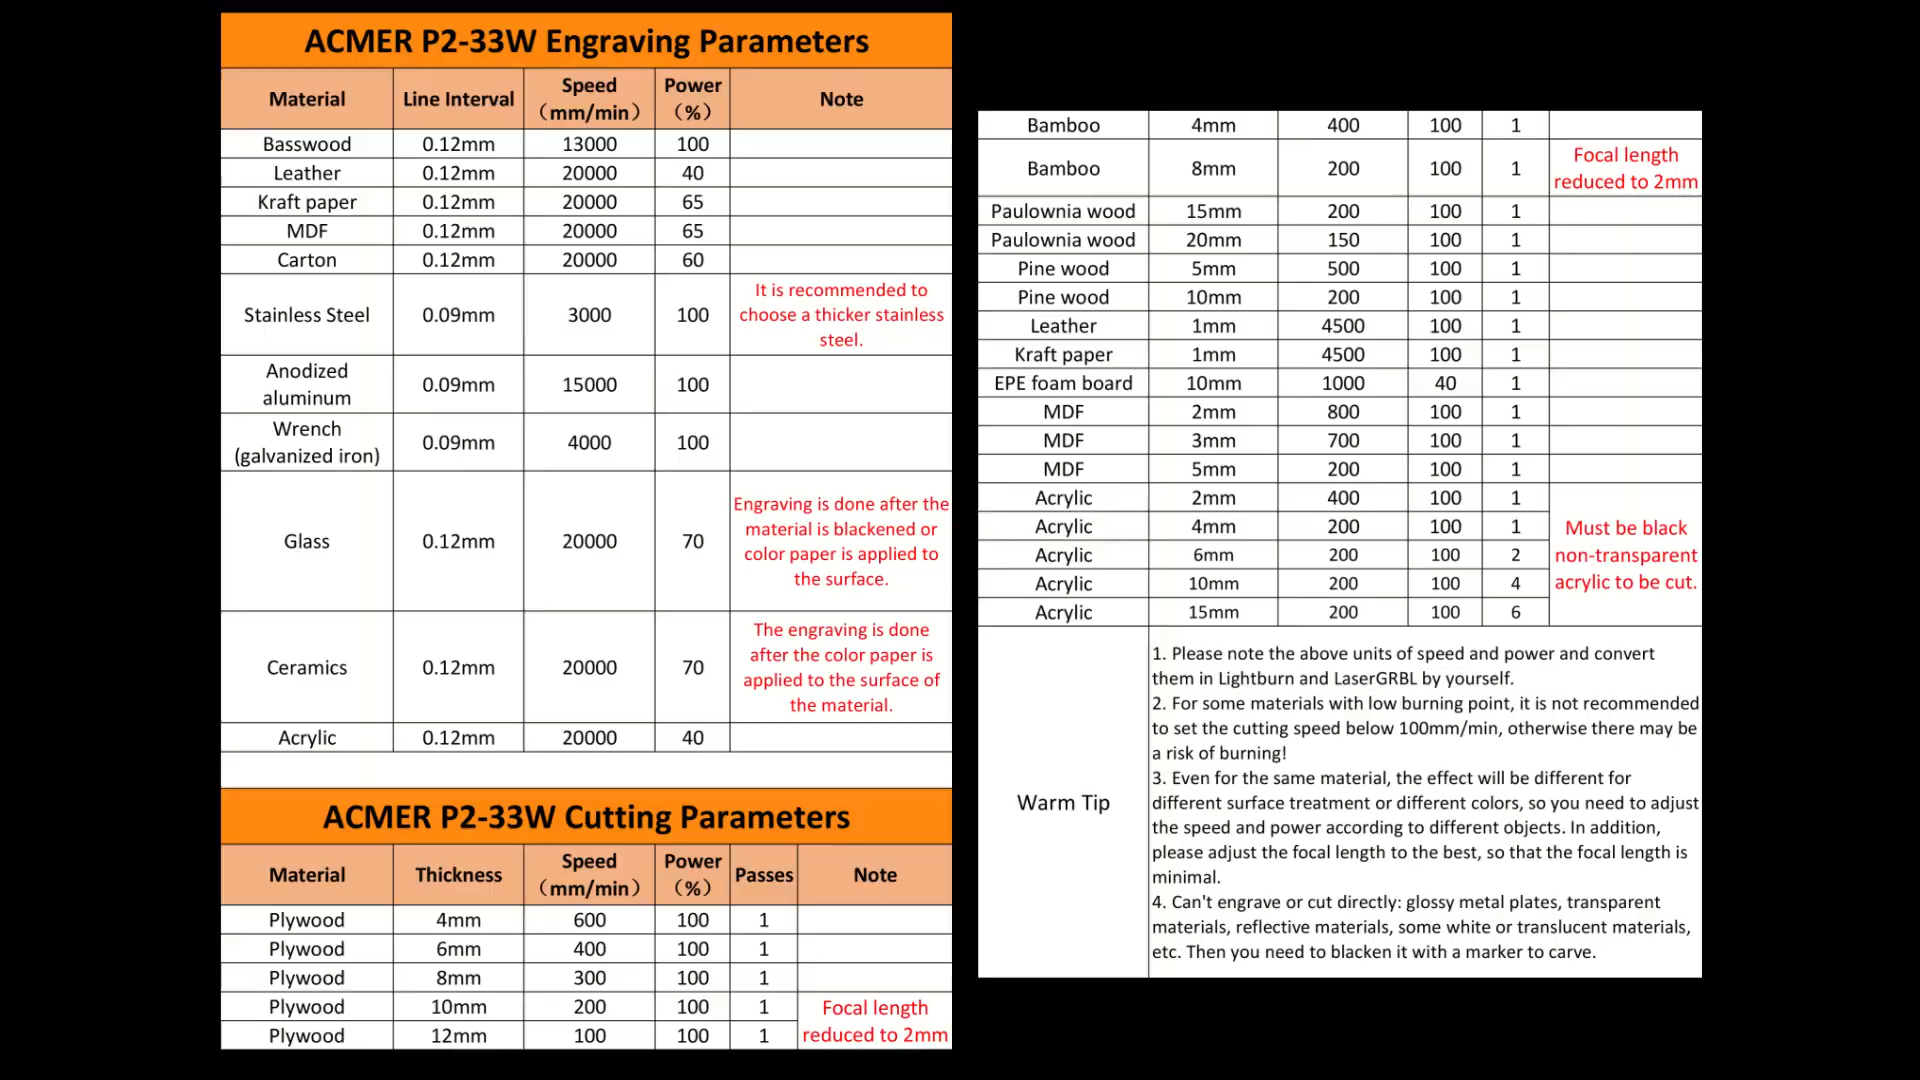 ACMER P2-33W Engraving Parameters
Material Line Interval Speed（mm/min） Power（%） Note
Basswood 0.12mm 13000 100
Leather 0.12mm 20000 40
Kraft paper 0.12mm 20000 65
MDF 0.12mm 20000 65
Carton 0.12mm 20000 60
Stainless Steel 0.09mm 3000 100 It is recommended to choose a thicker stainless steel.
Anodized aluminum 0.09mm 15000 100
Wrench (galvanized iron) 0.09mm 4000 100
Glass 0.12mm 20000 70 Engraving is done after the material is blackened or color paper is applied to the surface.
Ceramics 0.12mm 20000 70 The engraving is done after the color paper is applied to the surface of the material.
Acrylic 0.12mm 20000 40
ACMER P2-33W Cutting Parameters
Material Thickness Speed（mm/min） Power（%） Passes Note
Plywood 4mm 600 100 1
Plywood 6mm 400 100 1
Plywood 8mm 300 100 1
Plywood 10mm 200 100 1 Focal length
Plywood 12mm 100 100 1 reduced to 2mm
Bamboo 4mm 400 100 1
Bamboo 8mm 200 100 1 Focal length reduced to 2mm
Paulownia wood 15mm 200 100 1
Paulownia wood 20mm 150 100 1
Pine wood 5mm 500 100 1
Pine wood 10mm 200 100 1
Leather 1mm 4500 100 1
Kraft paper 1mm 4500 100 1
EPE foam board 10mm 1000 40 1
MDF 2mm 800 100 1
MDF 3mm 700 100 1
MDF 5mm 200 100 1
Acrylic 2mm 400 100 1
Acrylic 4mm 200 100 1 Must be black
Acrylic 6mm 200 100 2 non-transparent
Acrylic 10mm 200 100 4 acrylic to be cut.
Acrylic 15mm 200 100 6
Warm Tip
1. Please note the above units of speed and power and convert
them in Lightburn and LaserGRBL by yourself.
2. For some materials with low burning point, it is not recommended
to set the cutting speed below 100mm/min, otherwise there may be
a risk of burning!
3. Even for the same material, the effect will be different for
different surface treatment or different colors, so you need to adjust
the speed and power according to different objects. In addition,
please adjust the focal length to the best, so that the focal length is
minimal.
4. Can't engrave or cut directly: glossy metal plates, transparent
materials, reflective materials, some white or translucent materials,
etc. Then you need to blacken it with a marker to carve.